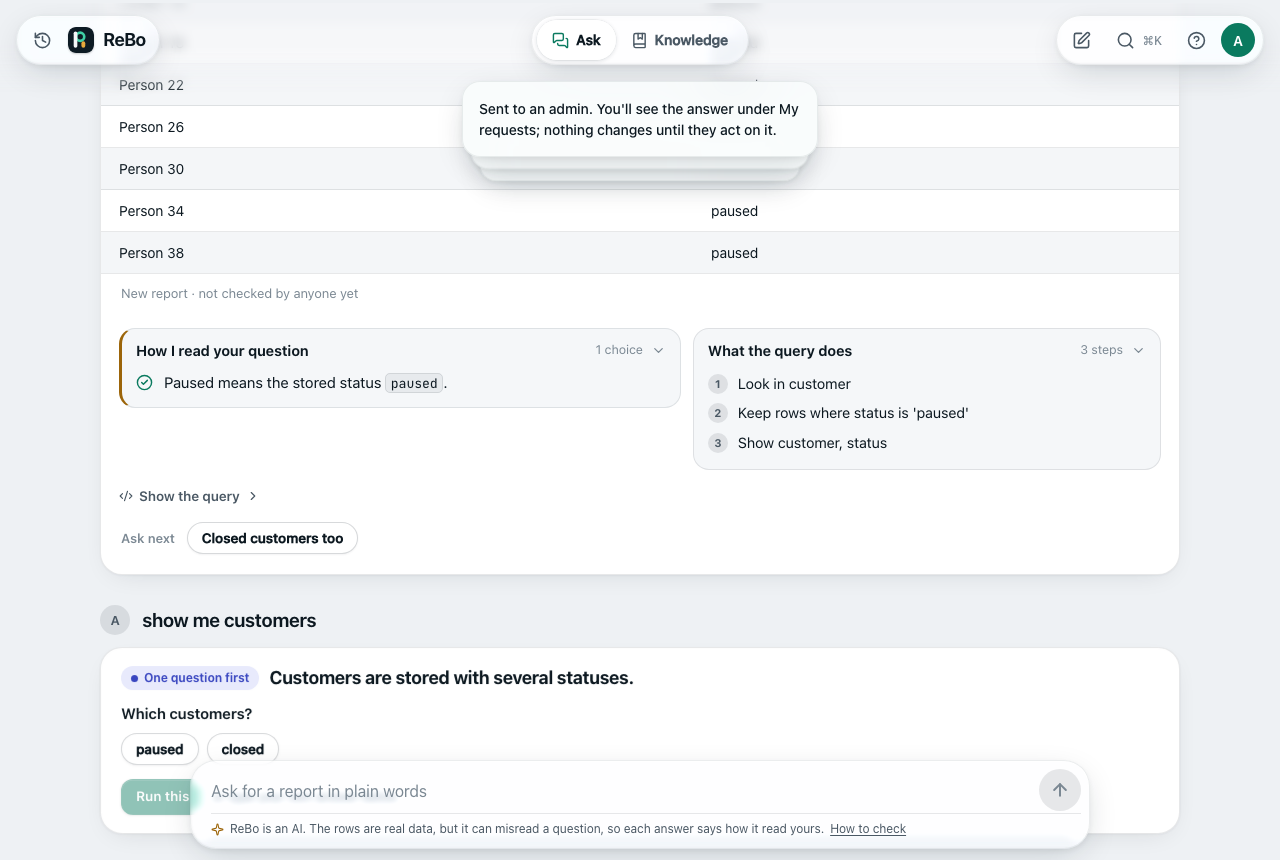 ReBo
Ask
Knowledge
⌘K
A
Person 22
Sent to an admin. You'll see the answer under My
requests; nothing changes until they act on it.
Person 26
Person 30
Person 34 paused
Person 38 paused
New report · not checked by anyone yet
How I read your question 1 choice
Paused means the stored status paused.
What the query does 3 steps
1 Look in customer
2 Keep rows where status is 'paused'
3 Show customer, status
</> Show the query
Ask next Closed customers too
A show me customers
One question first Customers are stored with several statuses.
Which customers?
paused closed
Run this
Ask for a report in plain words
ReBo is an AI. The rows are real data, but it can misread a question, so each answer says how it read yours. How to check